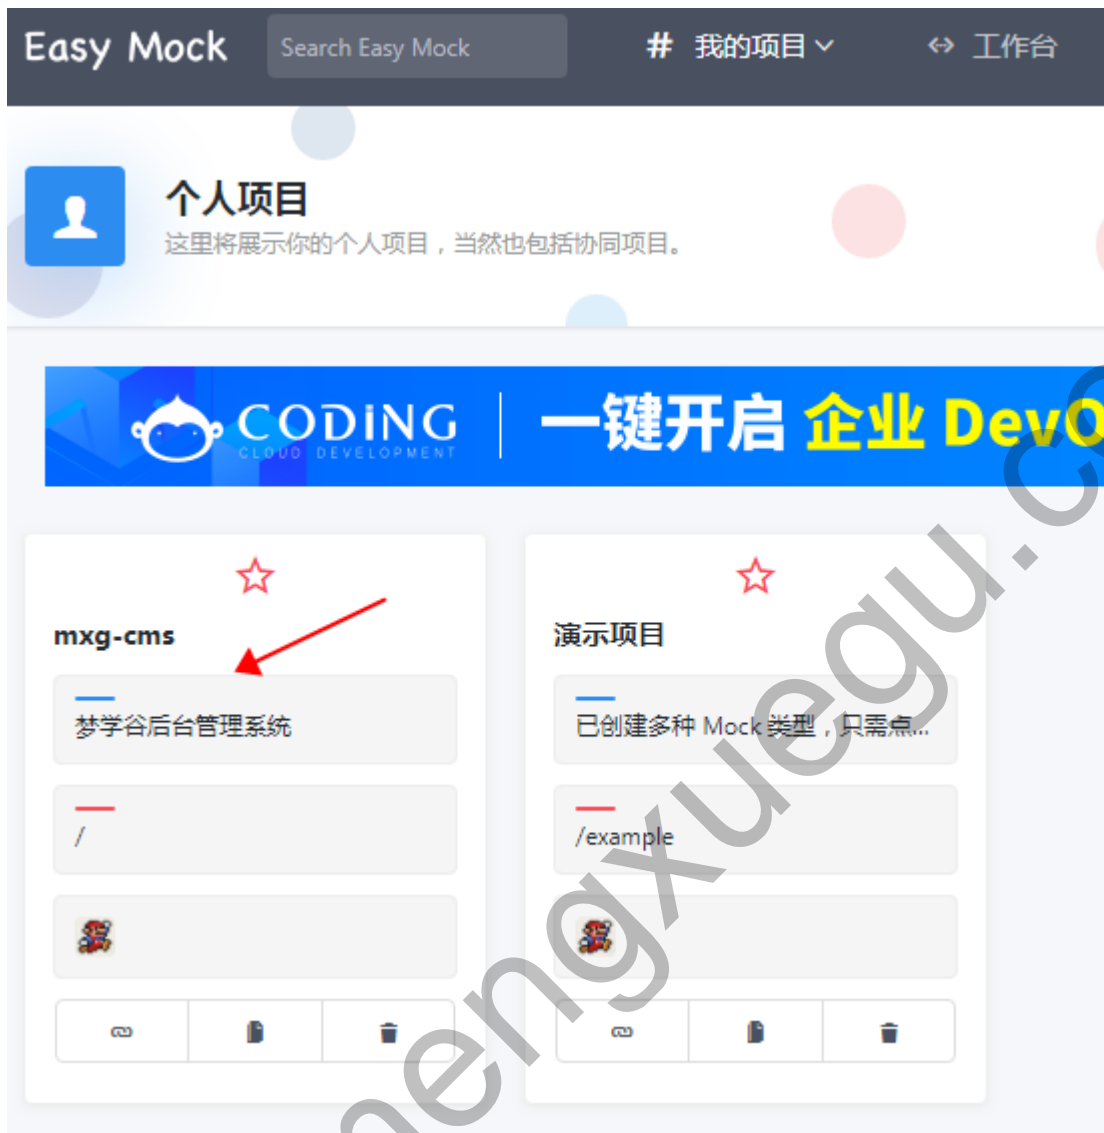 Easy Mock
Search Easy Mock
# 我的项目
工作台
个人项目
这里将展示你的个人项目，当然也包括协同项目。
CODING
CLOUD DEVELOPMENT
一键开启 企业 DevO
mxg-cms
梦学谷后台管理系统
/
演示项目
已创建多种 Mock 类型，只需点...
/example
mengxuegu.co